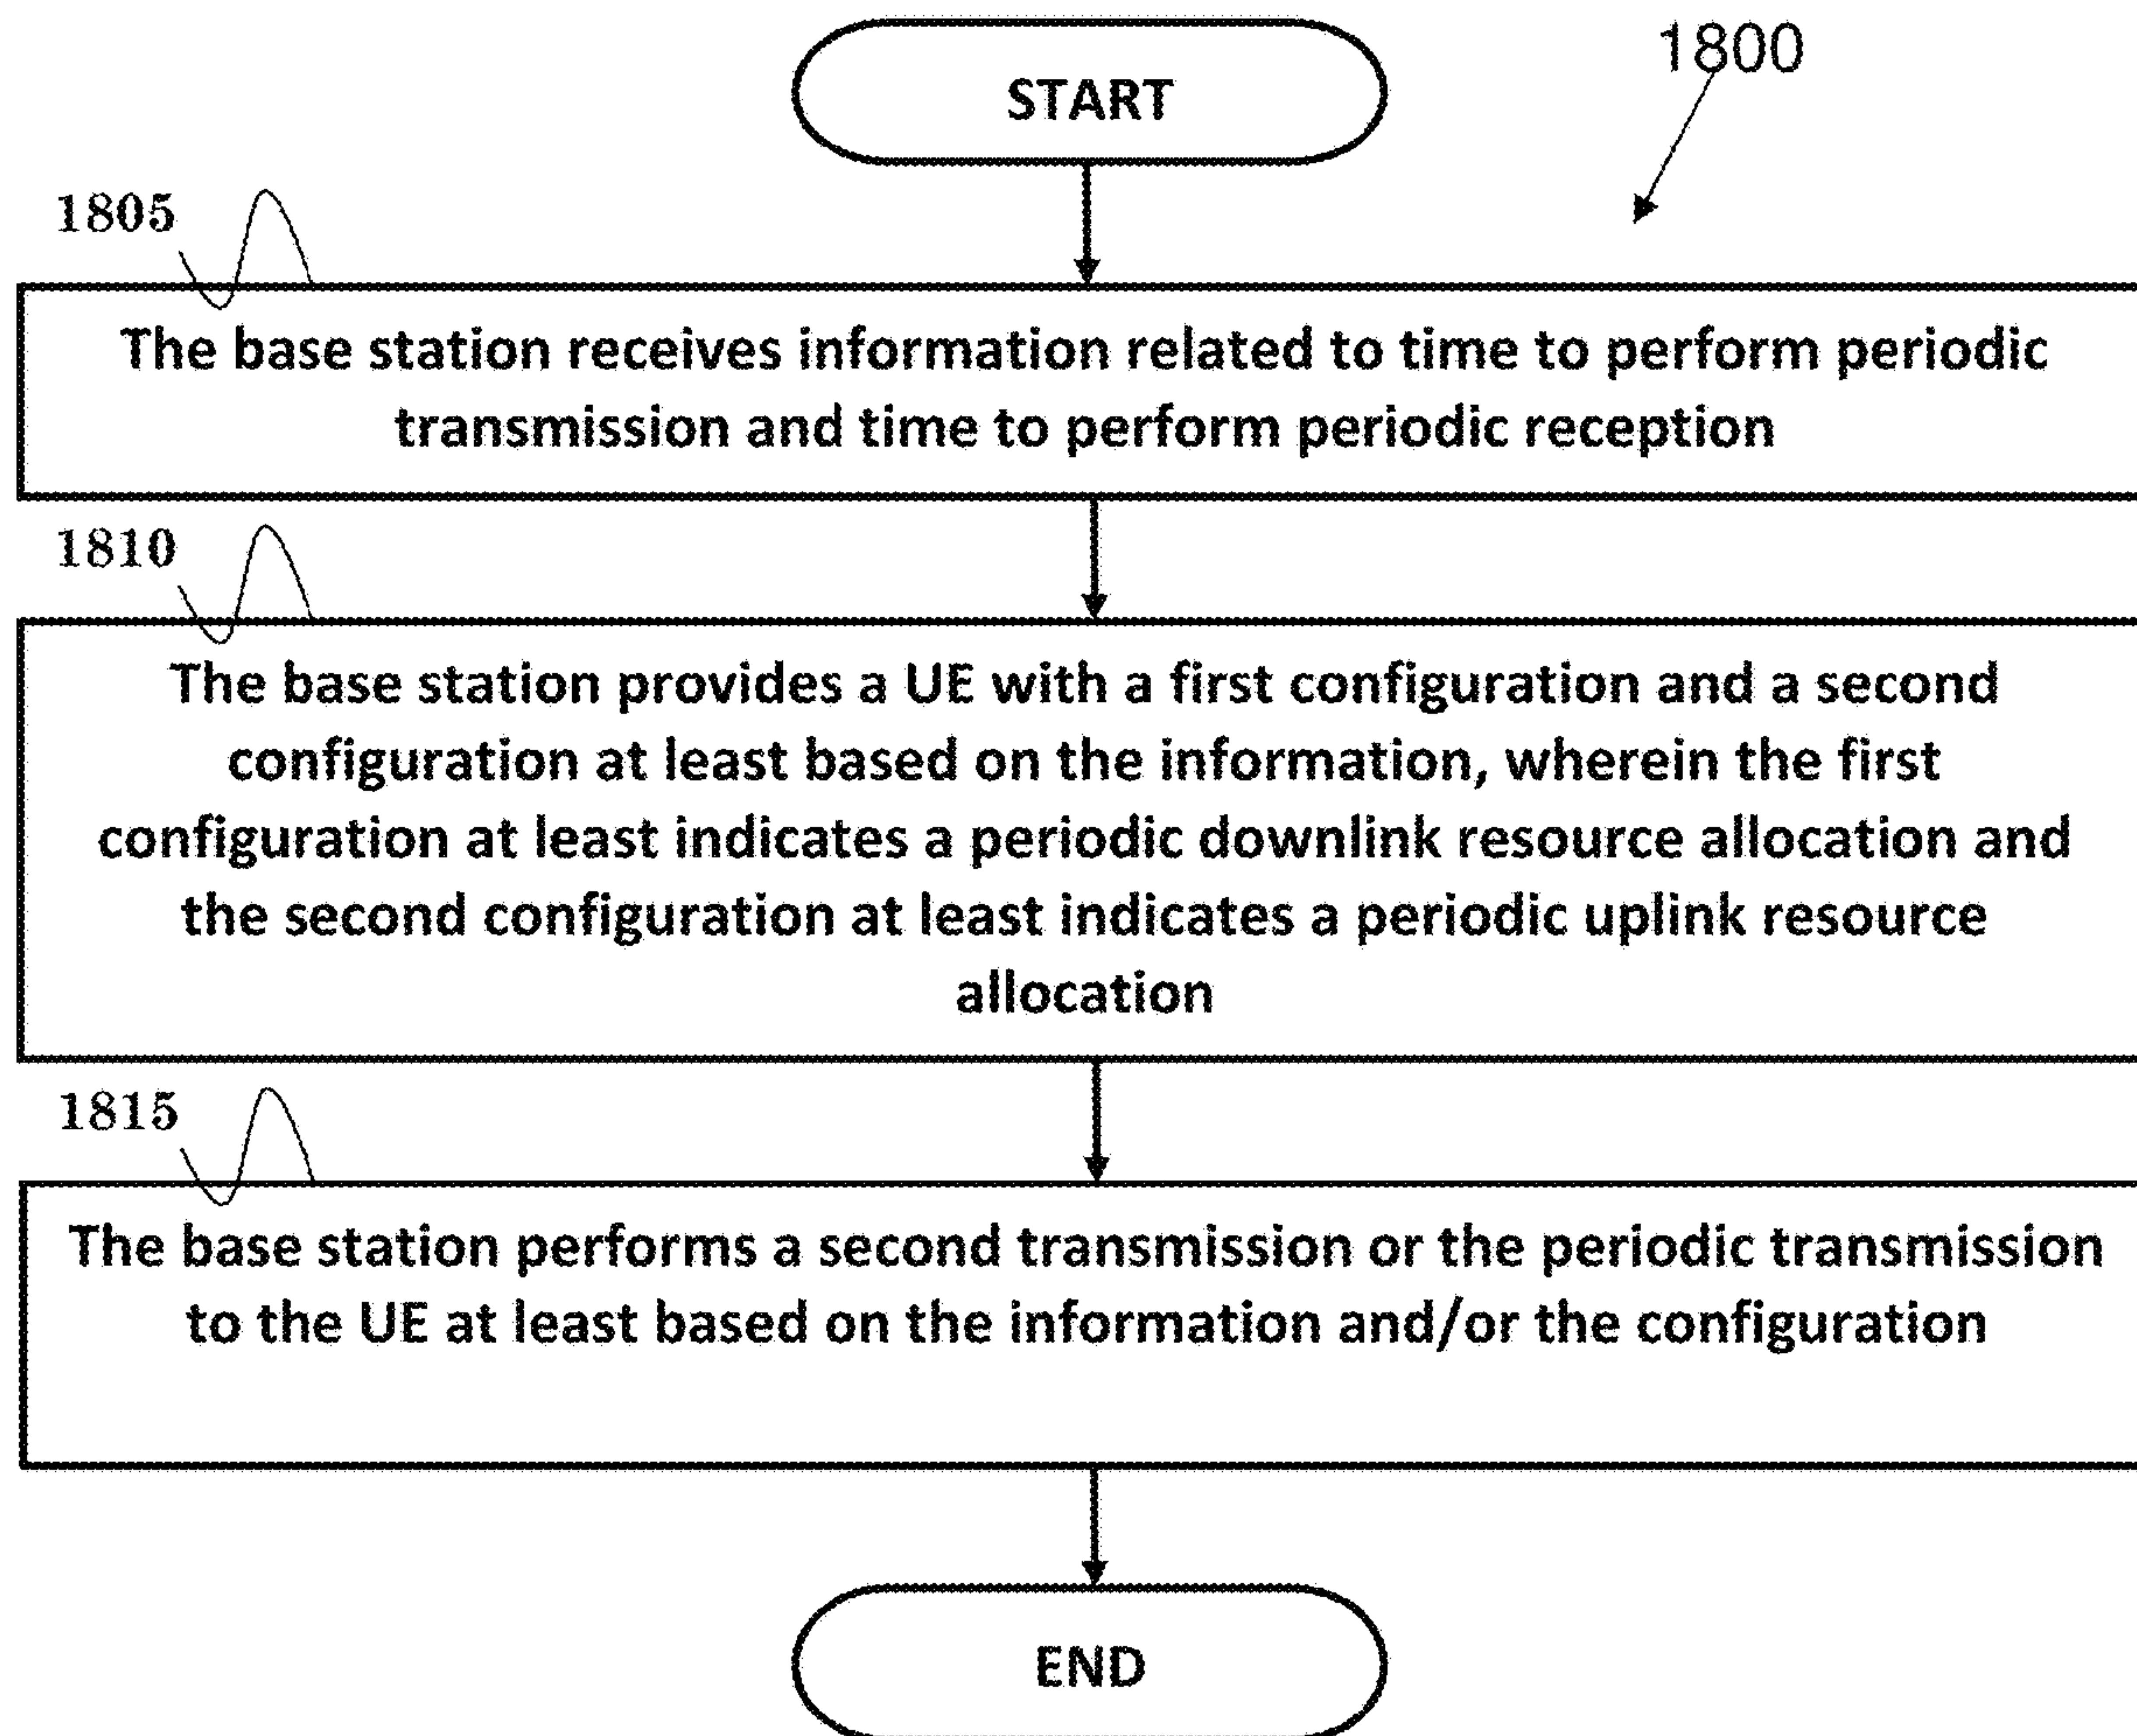 START
1800
1805
The base station receives information related to time to perform periodic
transmission and time to perform periodic reception
1810
The base station provides a UE with a first configuration and a second
configuration at least based on the information, wherein the first
configuration at least indicates a periodic downlink resource allocation and
the second configuration at least indicates a periodic uplink resource
allocation
1815
The base station performs a second transmission or the periodic transmission
to the UE at least based on the information and/or the configuration
END